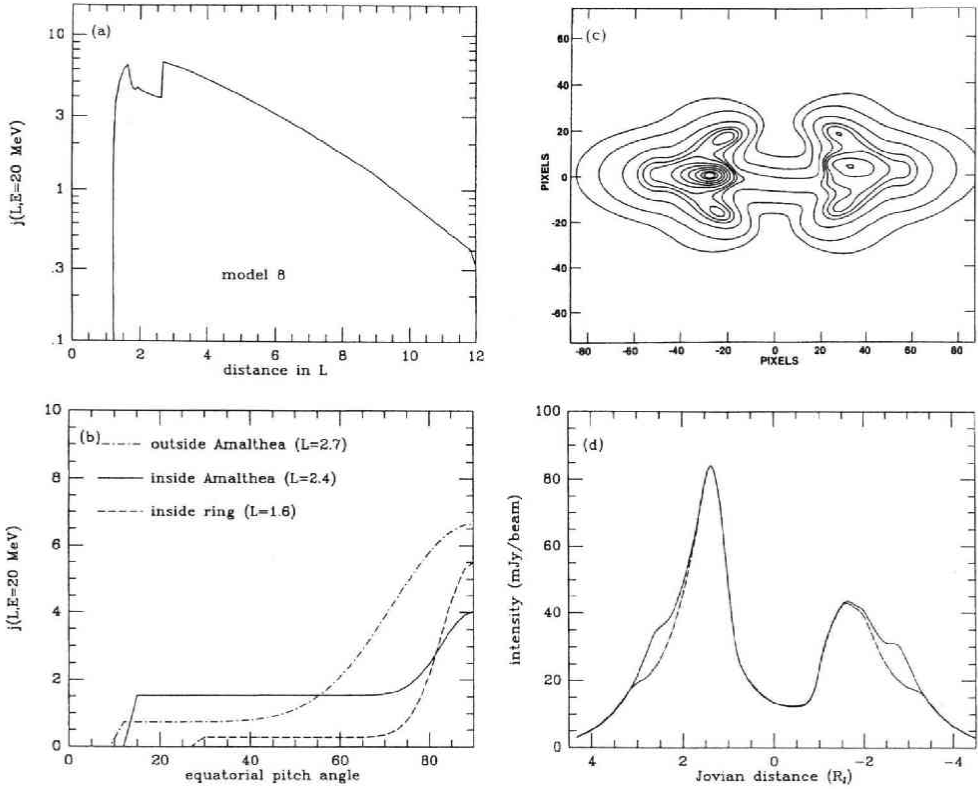 (a)
10
3
1
.3
.1
j(L,E=20 MeV)
model 8
0 2 4 6 8 10 12
distance in L
(c)
60
40
20
0
-20
-40
-60
PIXELS
-80 -60 -40 -20 0 20 40 60 80
PIXELS
(b)
outside Amalthea (L=2.7)
inside Amalthea (L=2.4)
inside ring (L=1.6)
10
8
6
4
2
0
j(L,E=20 MeV)
0 20 40 60 80
equatorial pitch angle
(d)
100
80
60
40
20
0
intensity (mJy/beam)
4 2 0 -2 -4
Jovian distance (RJ)